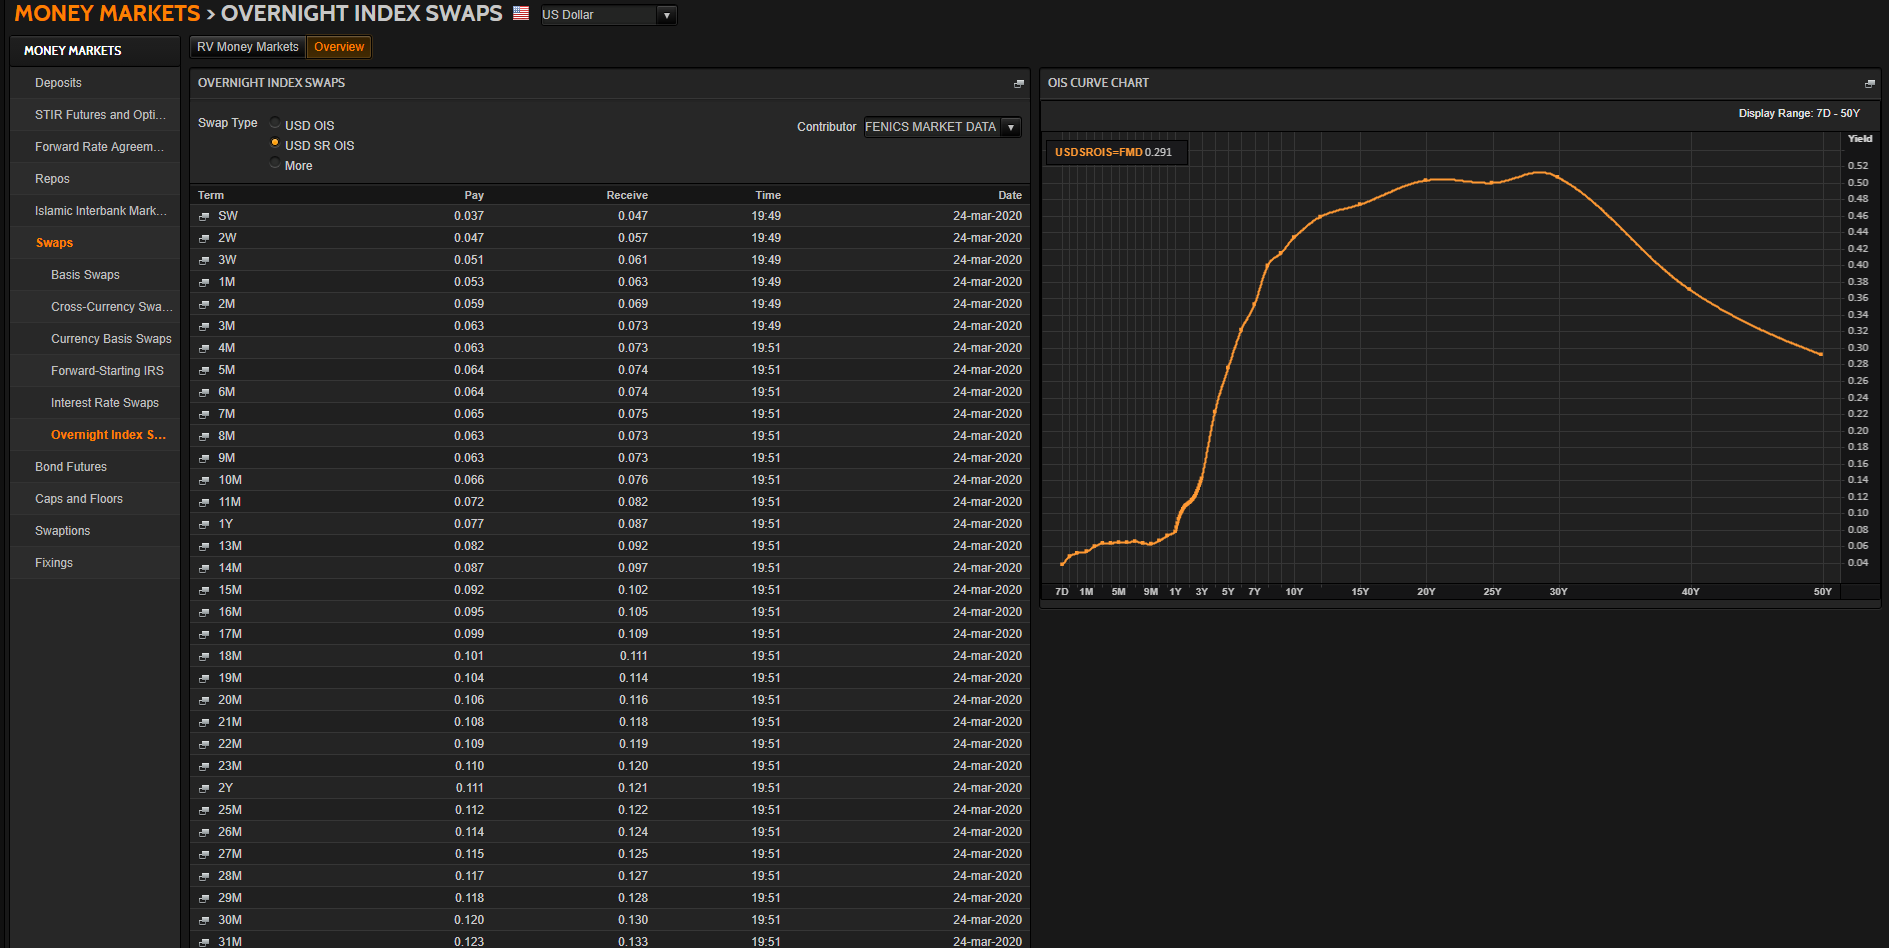 MONEY MARKETS › OVERNIGHT INDEX SWAPS US Dollar
MONEY MARKETS
Deposits
STIR Futures and Opti...
Forward Rate Agreem...
Repos
Islamic Interbank Mark...
Swaps
Basis Swaps
Cross-Currency Swa...
Currency Basis Swaps
Forward-Starting IRS
Interest Rate Swaps
Overnight Index S...
Bond Futures
Caps and Floors
Swaptions
Fixings
RV Money Markets Overview
OVERNIGHT INDEX SWAPS
Swap Type USD OIS
USD SR OIS
More
Contributor FENICS MARKET DATA
Term Pay Receive Time Date
SW 0.037 0.047 19:49 24-mar-2020
2W 0.047 0.057 19:49 24-mar-2020
3W 0.051 0.061 19:49 24-mar-2020
1M 0.053 0.063 19:49 24-mar-2020
2M 0.059 0.069 19:49 24-mar-2020
3M 0.063 0.073 19:49 24-mar-2020
4M 0.063 0.073 19:51 24-mar-2020
5M 0.064 0.074 19:51 24-mar-2020
6M 0.064 0.074 19:51 24-mar-2020
7M 0.065 0.075 19:51 24-mar-2020
8M 0.063 0.073 19:51 24-mar-2020
9M 0.063 0.073 19:51 24-mar-2020
10M 0.066 0.076 19:51 24-mar-2020
11M 0.072 0.082 19:51 24-mar-2020
1Y 0.077 0.087 19:51 24-mar-2020
13M 0.082 0.092 19:51 24-mar-2020
14M 0.087 0.097 19:51 24-mar-2020
15M 0.092 0.102 19:51 24-mar-2020
16M 0.095 0.105 19:51 24-mar-2020
17M 0.099 0.109 19:51 24-mar-2020
18M 0.101 0.111 19:51 24-mar-2020
19M 0.104 0.114 19:51 24-mar-2020
20M 0.106 0.116 19:51 24-mar-2020
21M 0.108 0.118 19:51 24-mar-2020
22M 0.109 0.119 19:51 24-mar-2020
23M 0.110 0.120 19:51 24-mar-2020
2Y 0.111 0.121 19:51 24-mar-2020
25M 0.112 0.122 19:51 24-mar-2020
26M 0.114 0.124 19:51 24-mar-2020
27M 0.115 0.125 19:51 24-mar-2020
28M 0.117 0.127 19:51 24-mar-2020
29M 0.118 0.128 19:51 24-mar-2020
30M 0.120 0.130 19:51 24-mar-2020
31M 0.123 0.133 19:51 24-mar-2020
OIS CURVE CHART
Display Range: 7D - 50Y
Yield
USDSROIS=FMD 0.291
0.52
0.50
0.48
0.46
0.44
0.42
0.40
0.38
0.36
0.34
0.32
0.30
0.28
0.26
0.24
0.22
0.20
0.18
0.16
0.14
0.12
0.10
0.08
0.06
0.04
7D 1M 5M 9M 1Y 3Y 5Y 7Y 10Y 15Y 20Y 25Y 30Y 40Y 50Y